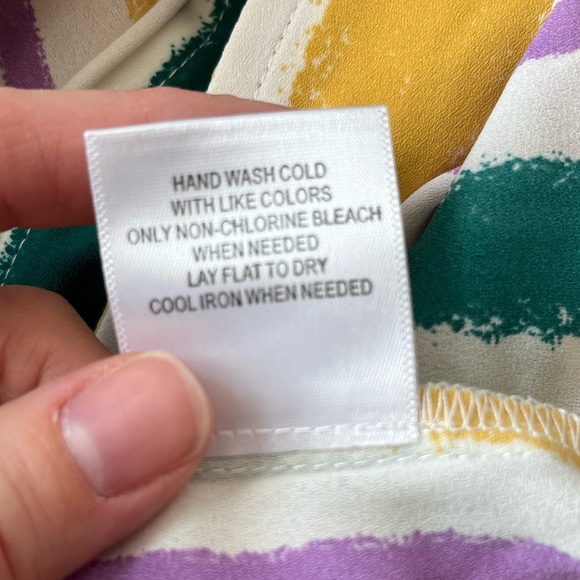 HAND WASH COLD
WITH LIKE COLORS
ONLY NON-CHLORINE BLEACH
WHEN NEEDED
LAY FLAT TO DRY
COOL IRON WHEN NEEDED